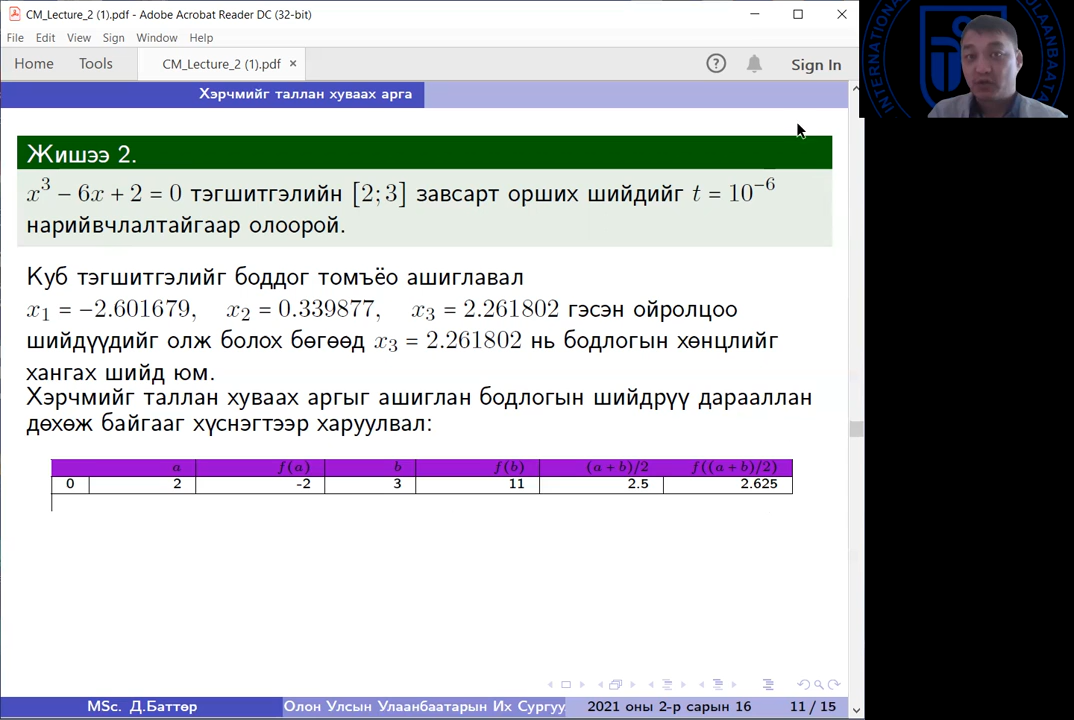 CM_Lecture_2 (1).pdf - Adobe Acrobat Reader DC (32-bit)
File Edit View Sign Window Help
Home Tools CM_Lecture_2 (1).pdf × ? Sign In
Хэрчмийг таллан хуваах арга
Жишээ 2.
x³ − 6x + 2 = 0 тэгшитгэлийн [2; 3] завсарт орших шийдийг t = 10⁻⁶
нарийвчлалтайгаар олоорой.
Куб тэгшитгэлийг боддог томъёо ашиглавал
x₁ = −2.601679, x₂ = 0.339877, x₃ = 2.261802 гэсэн ойролцоо
шийдүүдийг олж болох бөгөөд x₃ = 2.261802 нь бодлогын хөнцлийг
хангах шийд юм.
Хэрчмийг таллан хуваах аргыг ашиглан бодлогын шийдрүү дарааллан
дөхөж байгааг хүснэгтээр харуулвал:
a f(a) b f(b) (a + b)/2 f((a + b)/2)
0 2 -2 3 11 2.5 2.625
MSc. Д.Баттөр Олон Улсын Улаанбаатарын Их Сургуу 2021 оны 2-р сарын 16 11 / 15
INTERNATIONAL
ULAANBAATA